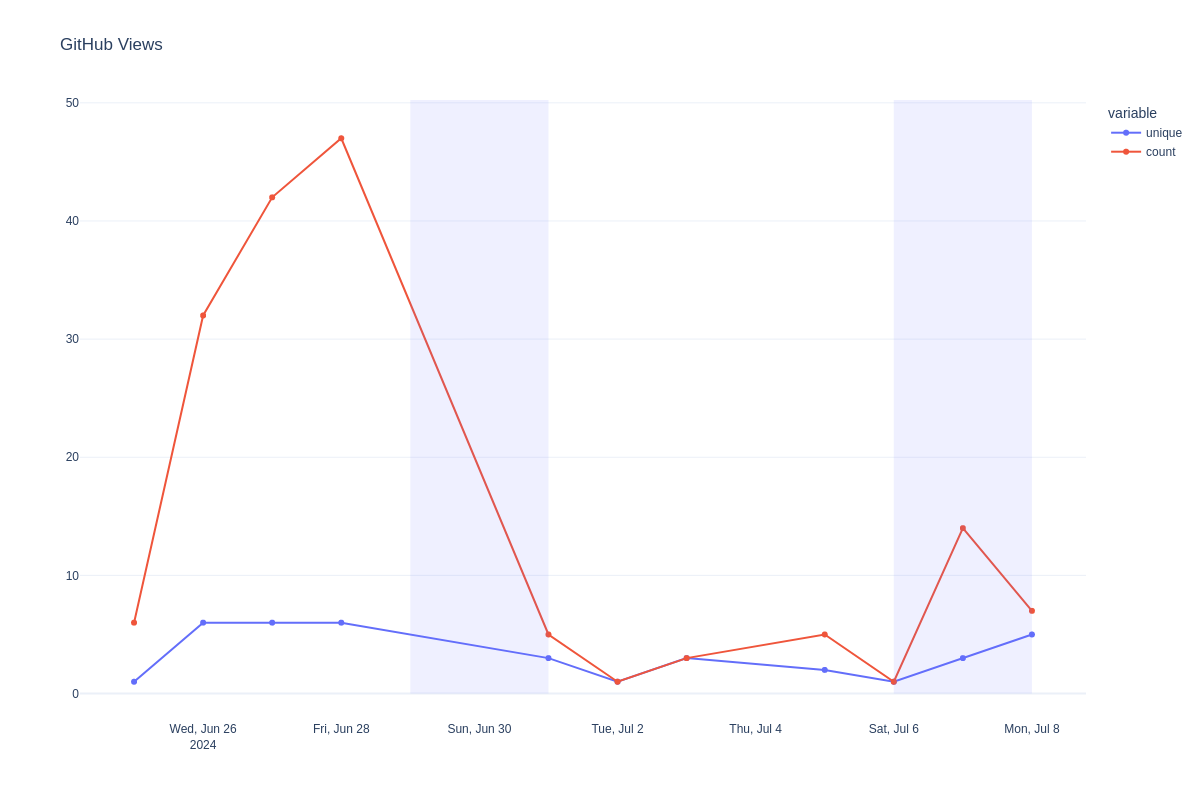 GitHub Views
50
40
30
20
10
0
Wed, Jun 26
2024
Fri, Jun 28
Sun, Jun 30
Tue, Jul 2
Thu, Jul 4
Sat, Jul 6
Mon, Jul 8
variable
unique
count